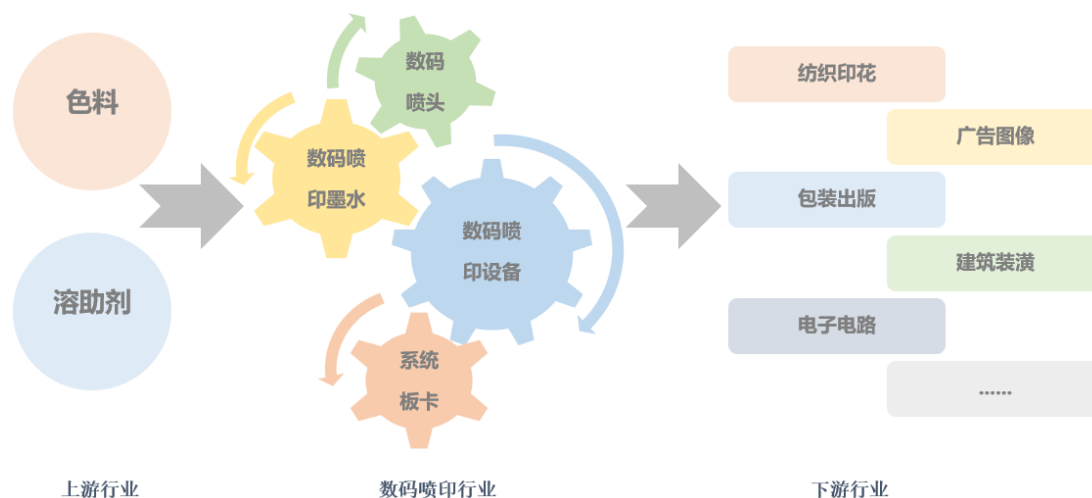 色料
溶助剂
上游行业
数码
喷头
数码喷
印墨水
数码喷
印设备
系统
板卡
数码喷印行业
纺织印花
广告图像
包装出版
建筑装潢
电子电路
......
下游行业